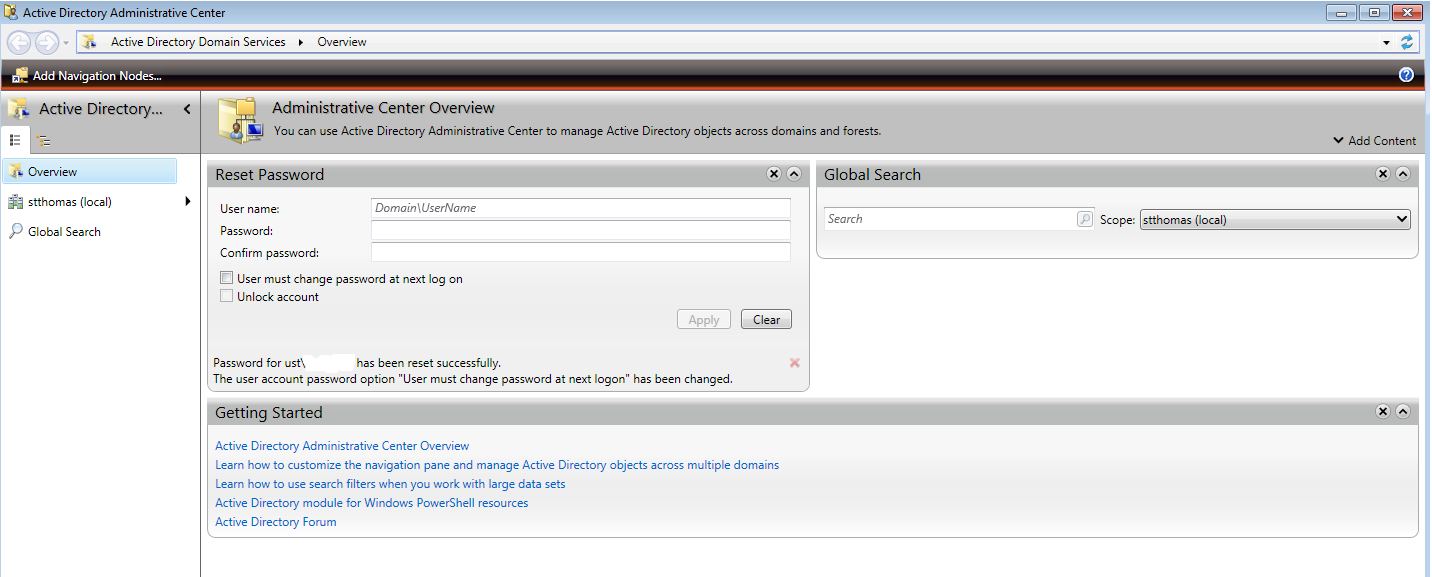 Active Directory Administrative Center
Active Directory Domain Services Overview
Add Navigation Nodes...
Active Directory...
Overview
stthomas (local)
Global Search
Administrative Center Overview
You can use Active Directory Administrative Center to manage Active Directory objects across domains and forests.
Add Content
Reset Password
User name: Domain\UserName
Password:
Confirm password:
User must change password at next log on
Unlock account
Apply Clear
Password for ust\ has been reset successfully.
The user account password option "User must change password at next logon" has been changed.
Global Search
Search Scope: stthomas (local)
Getting Started
Active Directory Administrative Center Overview
Learn how to customize the navigation pane and manage Active Directory objects across multiple domains
Learn how to use search filters when you work with large data sets
Active Directory module for Windows PowerShell resources
Active Directory Forum